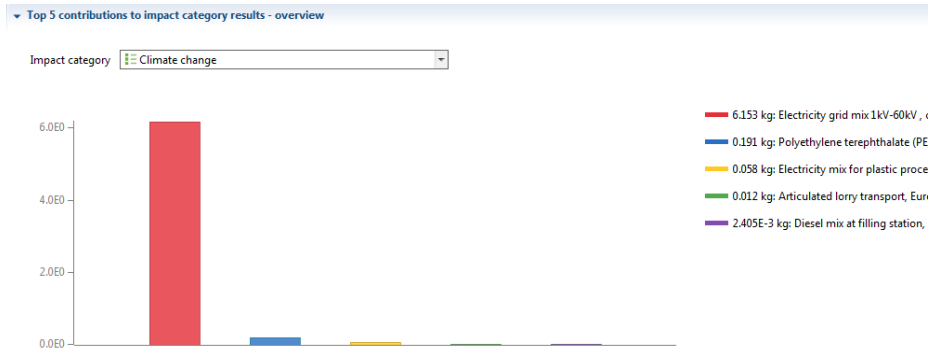 Top 5 contributions to impact category results - overview
Impact category Climate change
6.0E0
4.0E0
2.0E0
0.0E0
6.153 kg: Electricity grid mix 1kV-60kV ,
0.191 kg: Polyethylene terephthalate (PE
0.058 kg: Electricity mix for plastic proce
0.012 kg: Articulated lorry transport, Eur
2.405E-3 kg: Diesel mix at filling station,